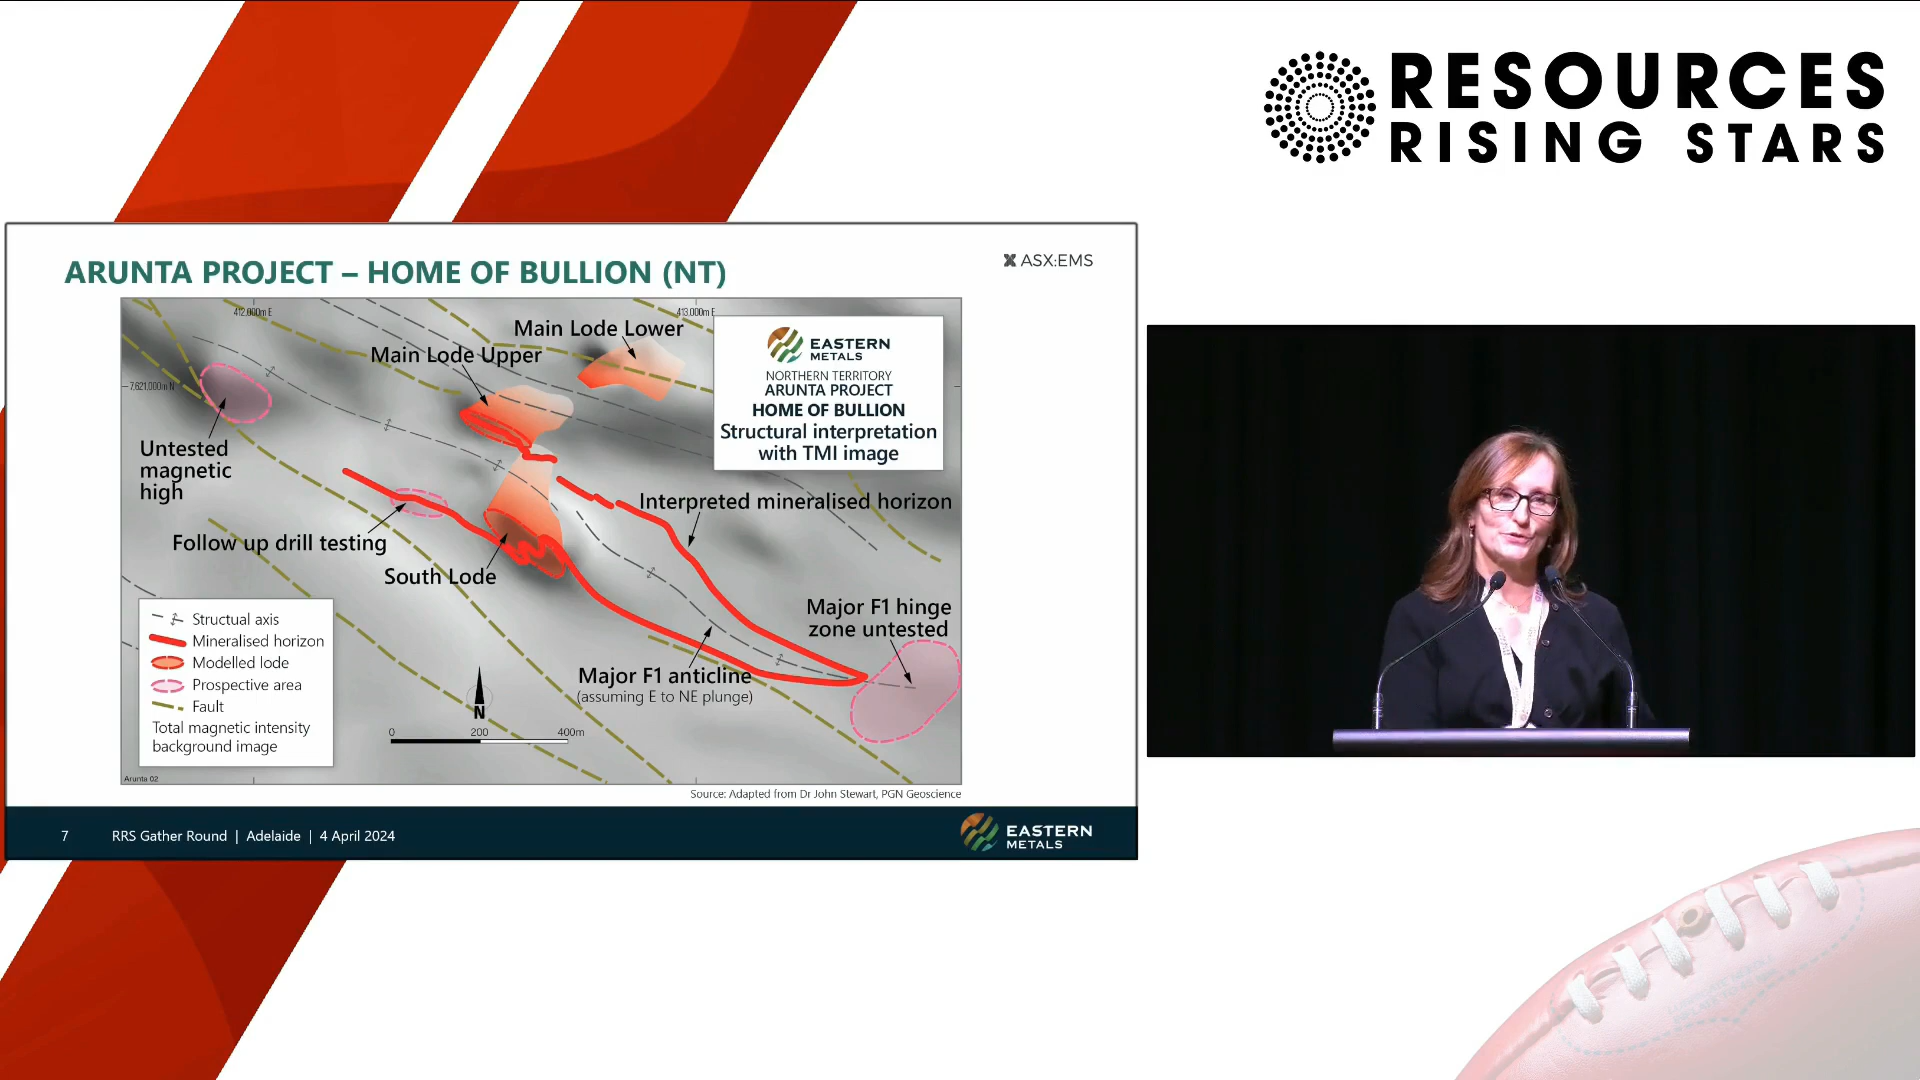 RESOURCES
RISING STARS
ARUNTA PROJECT – HOME OF BULLION (NT)
ASX:EMS
412,000m E
413,000m E
7,621,000m N
Main Lode Lower
Main Lode Upper
EASTERN
METALS
NORTHERN TERRITORY
ARUNTA PROJECT
HOME OF BULLION
Structural interpretation
with TMI image
Untested
magnetic
high
Interpreted mineralised horizon
Follow up drill testing
South Lode
Major F1 hinge
zone untested
Major F1 anticline
(assuming E to NE plunge)
Structual axis
Mineralised horizon
Modelled lode
Prospective area
Fault
Total magnetic intensity
background image
N
0 200 400m
Arunta 02
Source: Adapted from Dr John Stewart, PGN Geoscience
7 RRS Gather Round | Adelaide | 4 April 2024
EASTERN
METALS